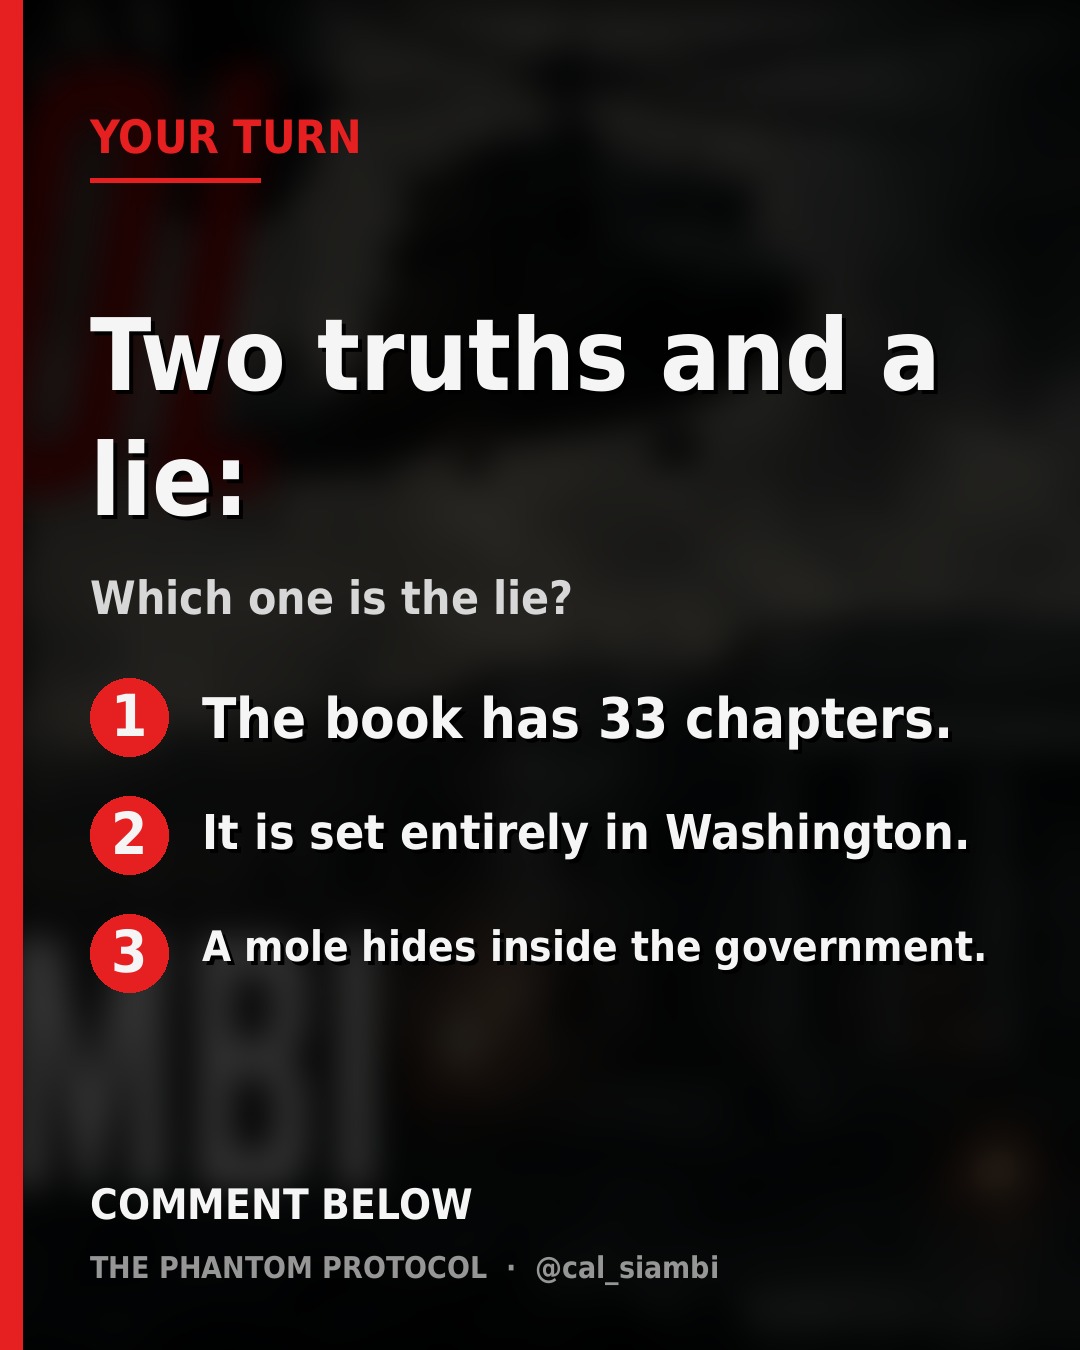 YOUR TURN
Two truths and a
lie:
Which one is the lie?
1 The book has 33 chapters.
2 It is set entirely in Washington.
3 A mole hides inside the government.
MBI
COMMENT BELOW
THE PHANTOM PROTOCOL · @cal_siambi